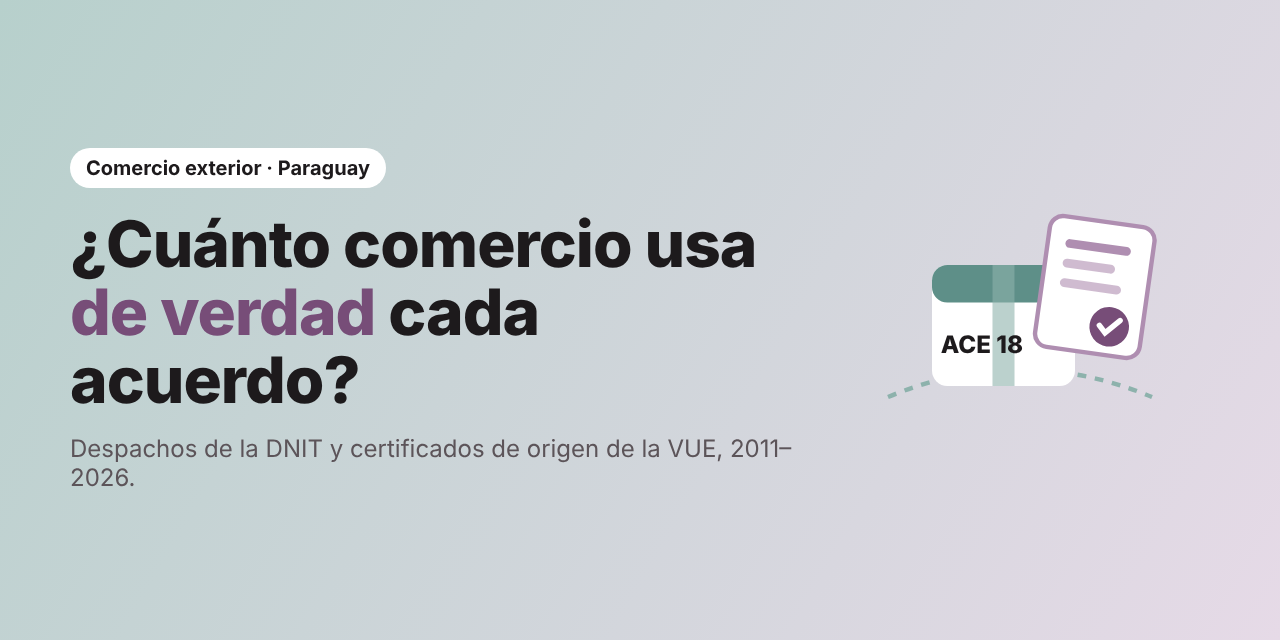 Comercio exterior · Paraguay
¿Cuánto comercio usa
de verdad cada
acuerdo?
Despachos de la DNIT y certificados de origen de la VUE, 2011–
2026.
ACE 18